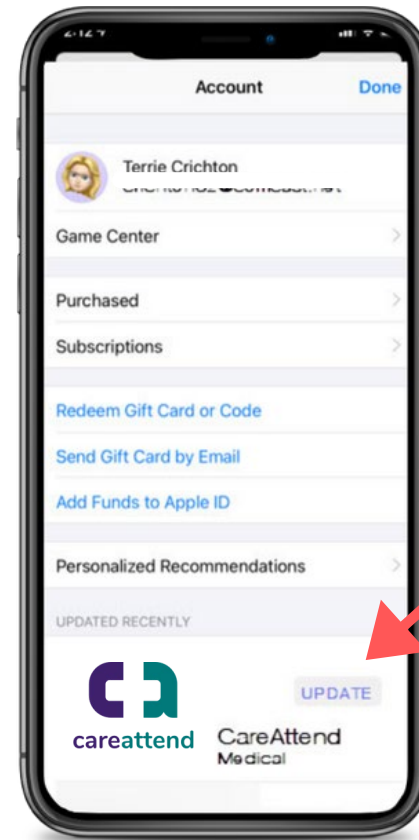 Account
Done
Terrie Crichton
Game Center
Purchased
Subscriptions
Redeem Gift Card or Code
Send Gift Card by Email
Add Funds to Apple ID
Personalized Recommendations
UPDATED RECENTLY
UPDATE
careattend
CareAttend
Medical